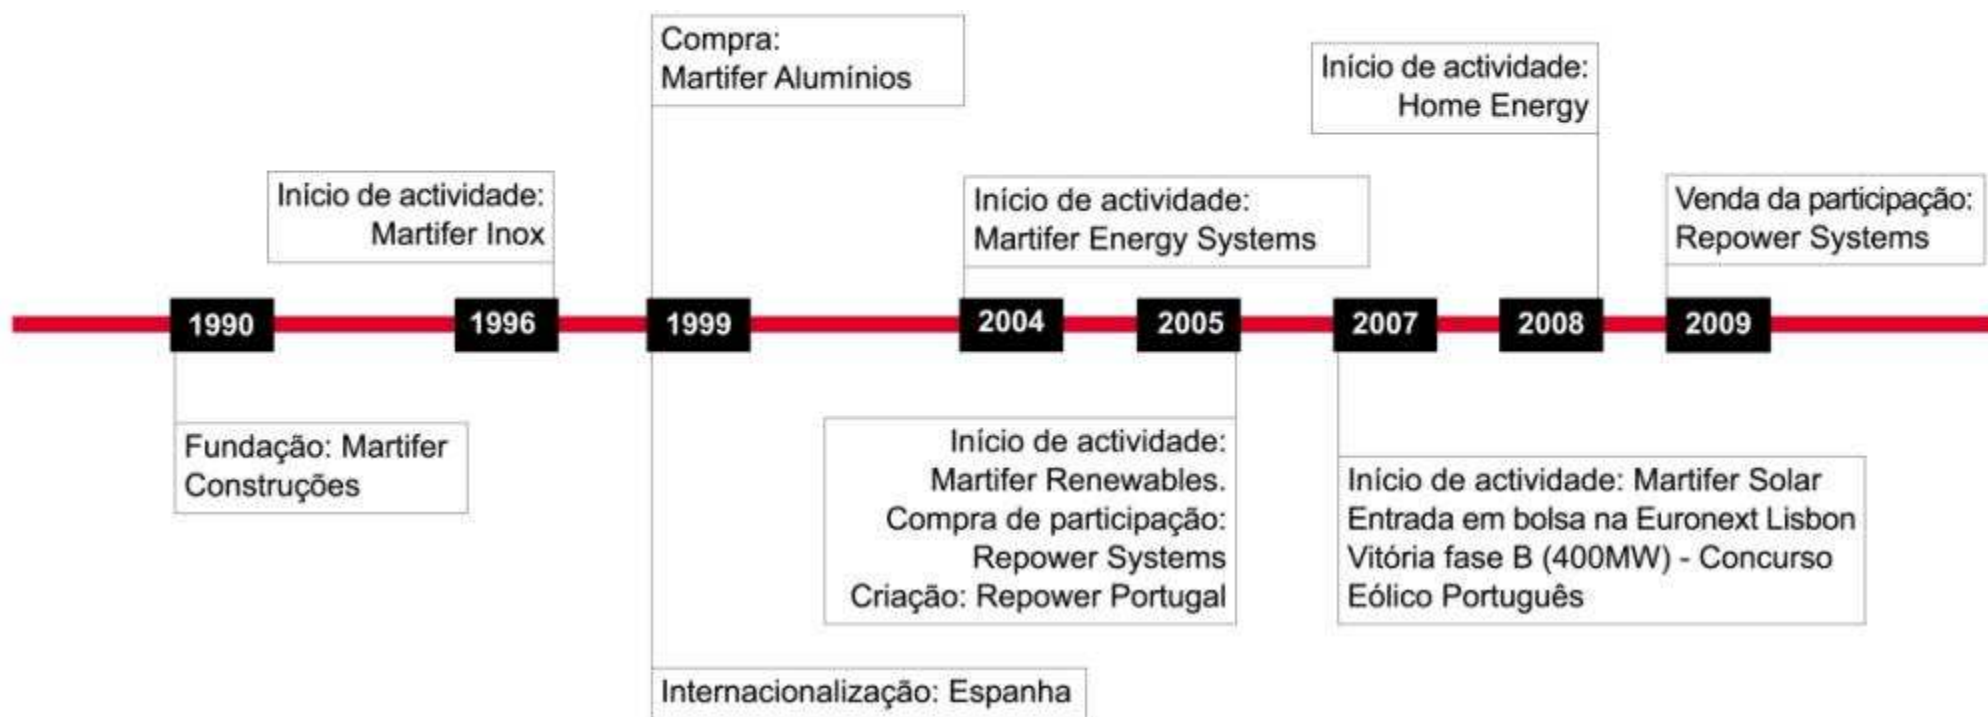 Compra:
Martifer Alumínios
Início de actividade:
Home Energy
Início de actividade:
Martifer Inox
Início de actividade:
Martifer Energy Systems
Venda da participação:
Repower Systems
1990
1996
1999
2004
2005
2007
2008
2009
Fundação: Martifer
Construções
Início de actividade:
Martifer Renewables.
Compra de participação:
Repower Systems
Criação: Repower Portugal
Início de actividade: Martifer Solar
Entrada em bolsa na Euronext Lisbon
Vitória fase B (400MW) - Concurso
Eólico Português
Internacionalização: Espanha